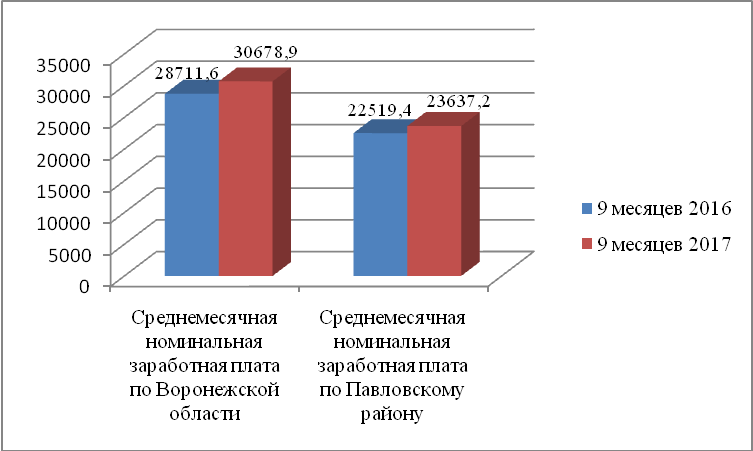 35000
30000
25000
20000
15000
10000
5000
0
28711,6
30678,9
22519,4
23637,2
Среднемесячная
номинальная
заработная плата
по Воронежской
области
Среднемесячная
номинальная
заработная плата
по Павловскому
району
9 месяцев 2016
9 месяцев 2017